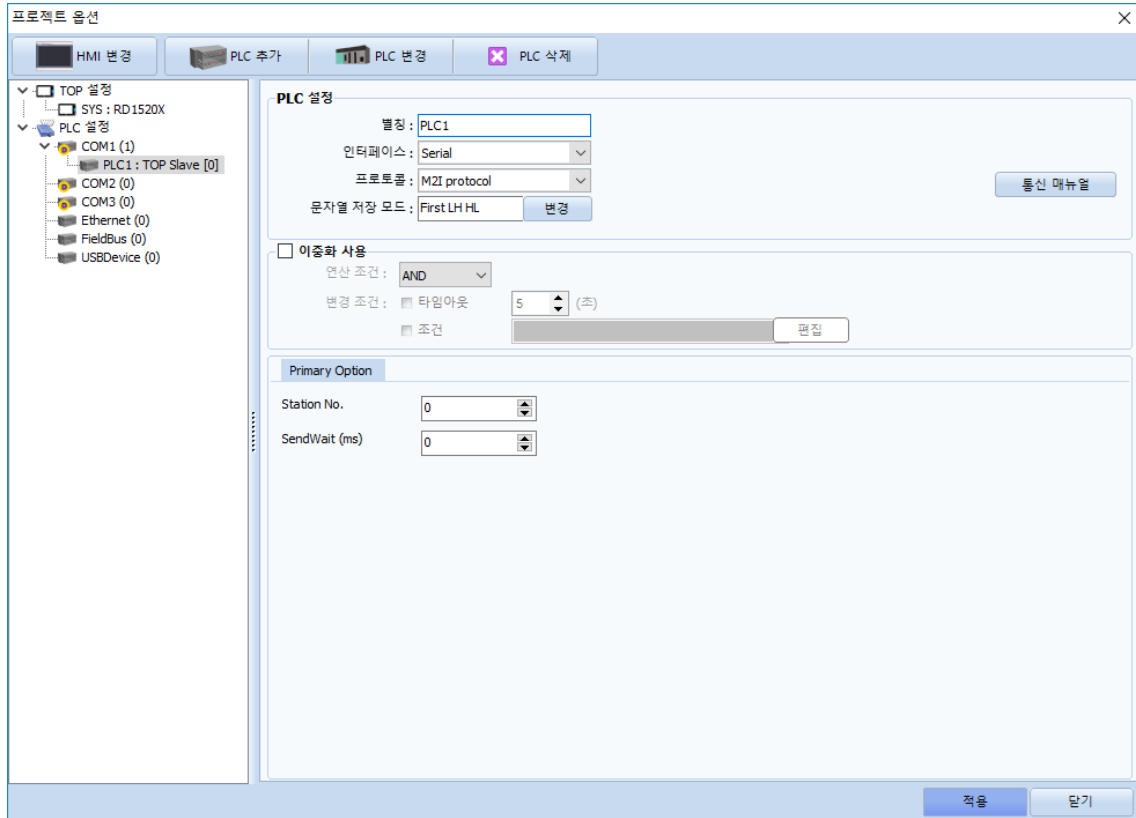 프로젝트 옵션
HMI 변경
PLC 추가
PLC 변경
PLC 삭제
TOP 설정
SYS : RD1520X
PLC 설정
COM1 (1)
PLC1 : TOP Slave [0]
COM2 (0)
COM3 (0)
Ethernet (0)
FieldBus (0)
USBDevice (0)
PLC 설정
별칭 : PLC1
인터페이스 : Serial
프로토콜 : M2I protocol
통신 매뉴얼
문자열 저장 모드 : First LH HL 변경
이중화 사용
연산 조건 : AND
변경 조건 : 타임아웃 5 (초)
조건 편집
Primary Option
Station No. 0
SendWait (ms) 0
적용 닫기